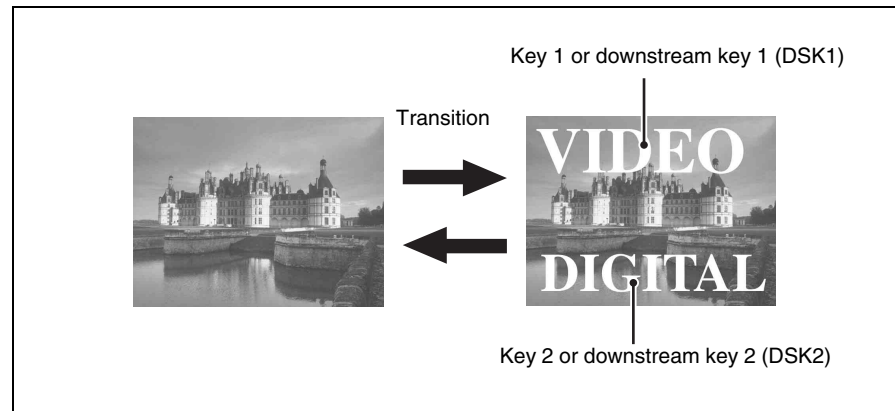 Key 1 or downstream key 1 (DSK1)
Transition
VIDEO
DIGITAL
Key 2 or downstream key 2 (DSK2)